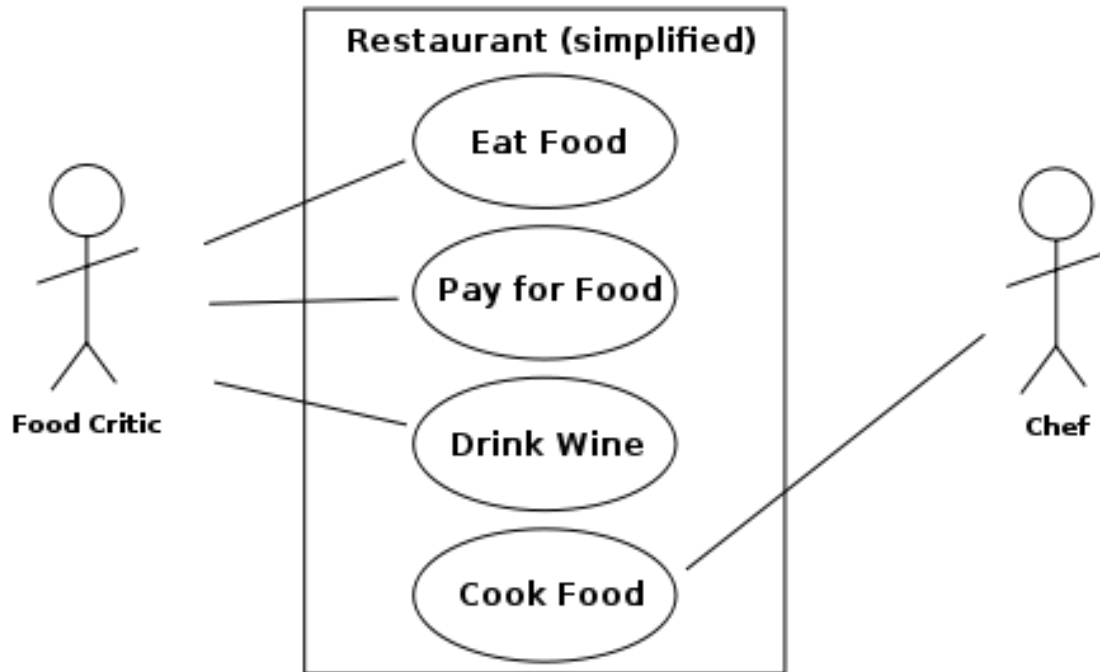 Restaurant (simplified)
Eat Food
Pay for Food
Drink Wine
Cook Food
Food Critic
Chef